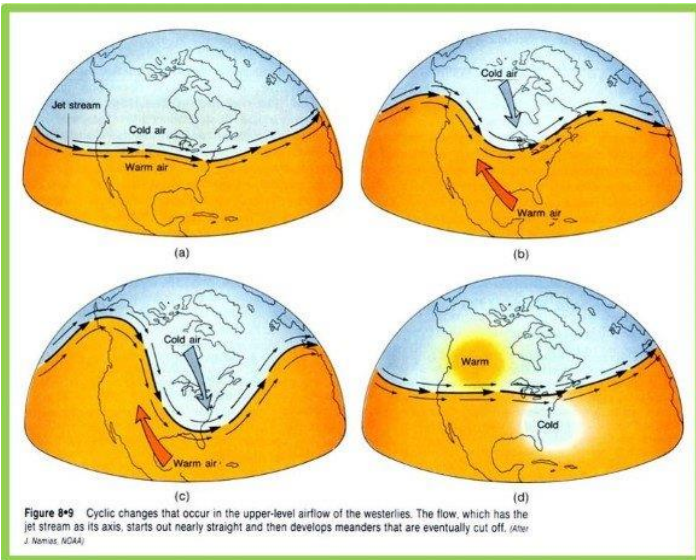 Jet stream
Cold air
Warm air
(a)
Cold air
Warm air
(b)
Cold air
Warm air
(c)
Warm
Cold
(d)
Figure 8•9 Cyclic changes that occur in the upper-level airflow of the westerlies. The flow, which has the
jet stream as its axis, starts out nearly straight and then develops meanders that are eventually cut off. (After
J. Namias, NOAA)